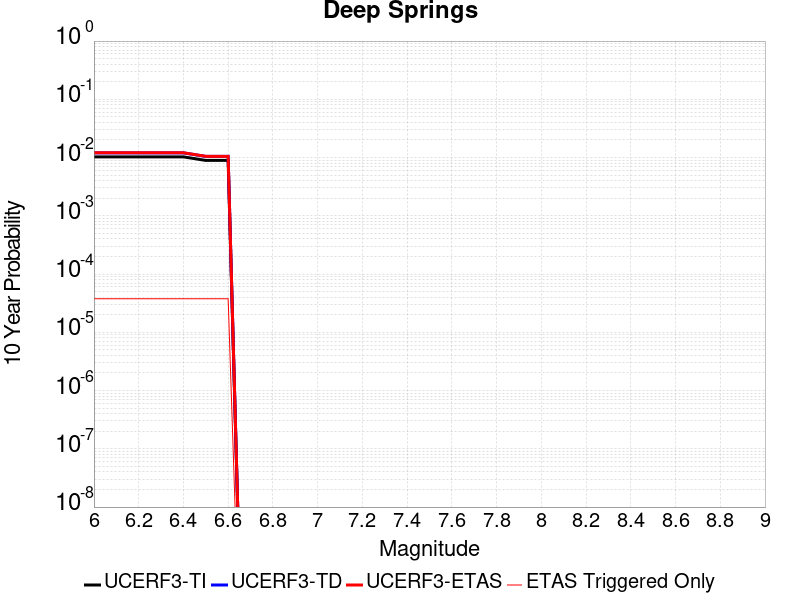 Deep Springs
10^0
10^-1
10^-2
10^-3
10^-4
10^-5
10^-6
10^-7
10^-8
10 Year Probability
6 6.2 6.4 6.6 6.8 7 7.2 7.4 7.6 7.8 8 8.2 8.4 8.6 8.8 9
Magnitude
UCERF3-TI UCERF3-TD UCERF3-ETAS ETAS Triggered Only